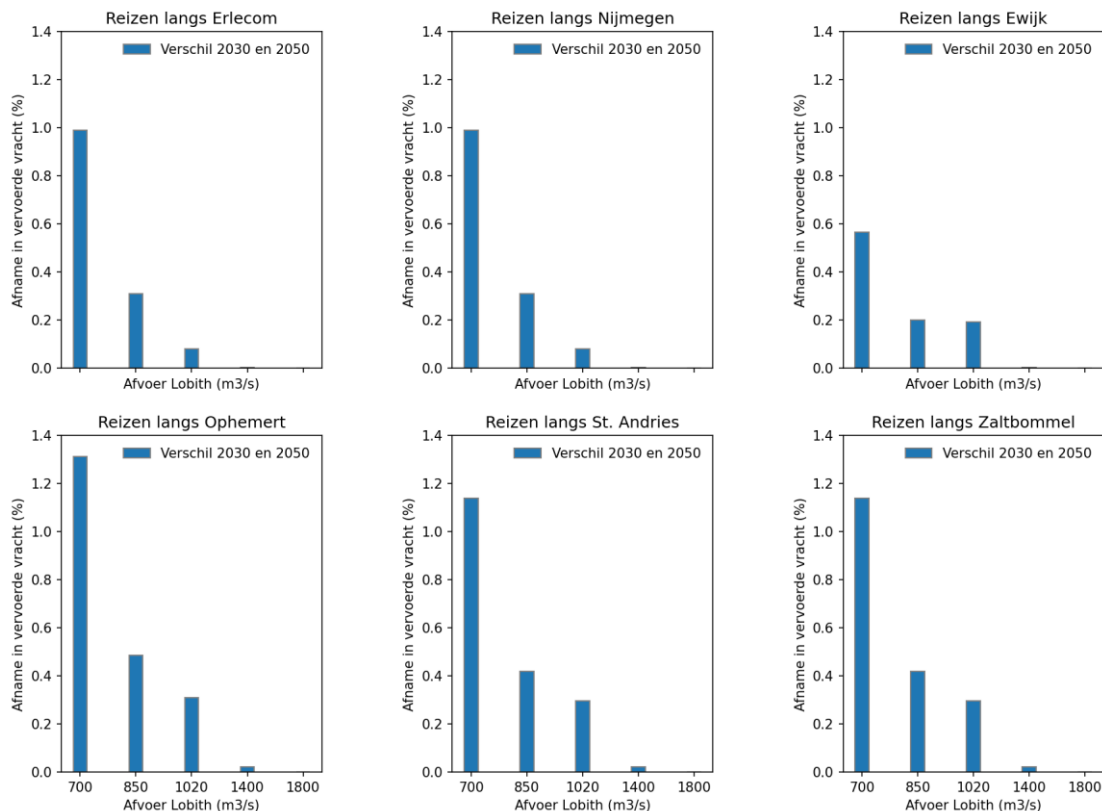 Reizen langs Erlecom
Verschil 2030 en 2050
Afname in vervoerde vracht (%)
1.4
1.2
1.0
0.8
0.6
0.4
0.2
0.0
Afvoer Lobith (m3/s)
Reizen langs Nijmegen
Verschil 2030 en 2050
Afname in vervoerde vracht (%)
1.4
1.2
1.0
0.8
0.6
0.4
0.2
0.0
Afvoer Lobith (m3/s)
Reizen langs Ewijk
Verschil 2030 en 2050
Afname in vervoerde vracht (%)
1.4
1.2
1.0
0.8
0.6
0.4
0.2
0.0
Afvoer Lobith (m3/s)
Reizen langs Ophemert
Verschil 2030 en 2050
Afname in vervoerde vracht (%)
1.4
1.2
1.0
0.8
0.6
0.4
0.2
0.0
700 850 1020 1400 1800
Afvoer Lobith (m3/s)
Reizen langs St. Andries
Verschil 2030 en 2050
Afname in vervoerde vracht (%)
1.4
1.2
1.0
0.8
0.6
0.4
0.2
0.0
700 850 1020 1400 1800
Afvoer Lobith (m3/s)
Reizen langs Zaltbommel
Verschil 2030 en 2050
Afname in vervoerde vracht (%)
1.4
1.2
1.0
0.8
0.6
0.4
0.2
0.0
700 850 1020 1400 1800
Afvoer Lobith (m3/s)